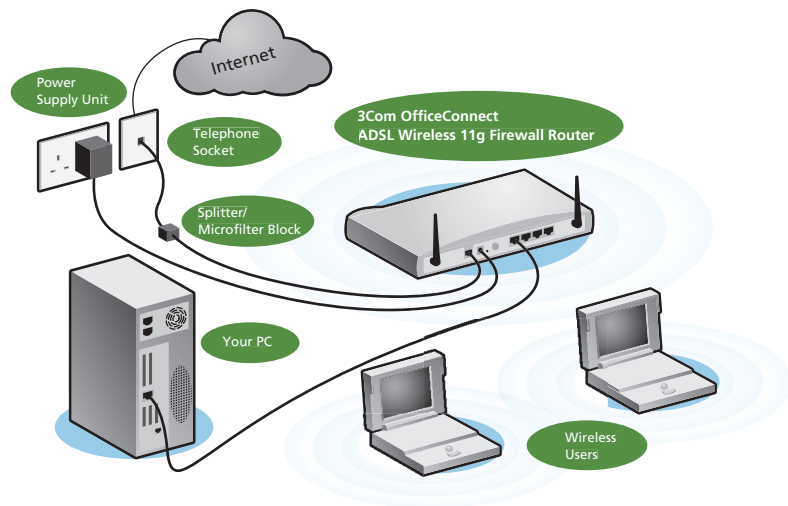 Internet
Power
Supply Unit
3Com OfficeConnect
ADSL Wireless 11g Firewall Router
Telephone
Socket
Splitter/
Microfilter Block
Your PC
Wireless
Users